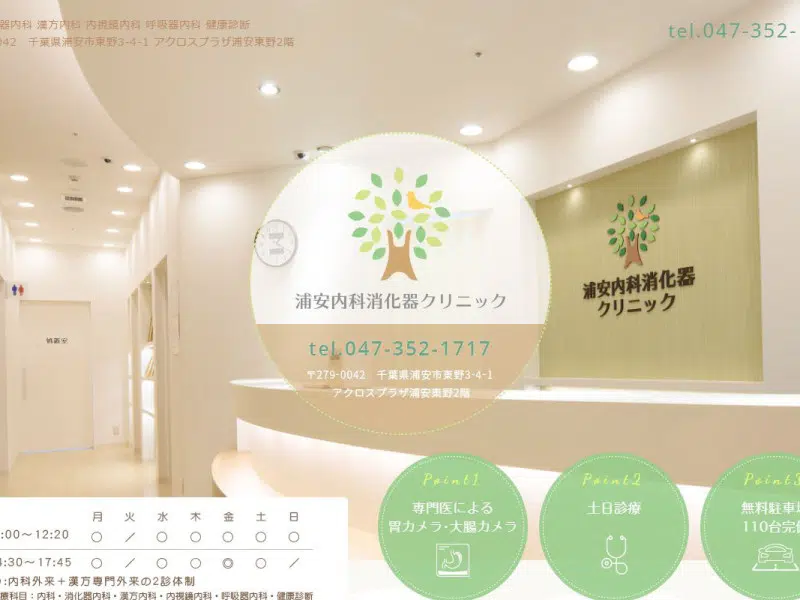 器内科 漢方内科 内視鏡内科 呼吸器内科 健康診断
042 千葉県浦安市東野3-4-1 アクロスプラザ浦安東野2階
tel.047-352-
浦安内科消化器クリニック
tel.047-352-1717
〒279-0042 千葉県浦安市東野3-4-1
アクロスプラザ浦安東野2階
浦安内科消化器
クリニック
処置室
Point1
専門医による
胃カメラ・大腸カメラ
Point2
土日診療
Point3
無料駐車場
110台完備
月 火 水 木 金 土 日
:00～12:20 ○ ／ ○ ○ ○ ○ ○
:30～17:45 ○ ／ ○ ○ ◎ ○ ／
:内科外来＋漢方専門外来の2診体制
療科目：内科・消化器内科・漢方内科・内視鏡内科・呼吸器内科・健康診断